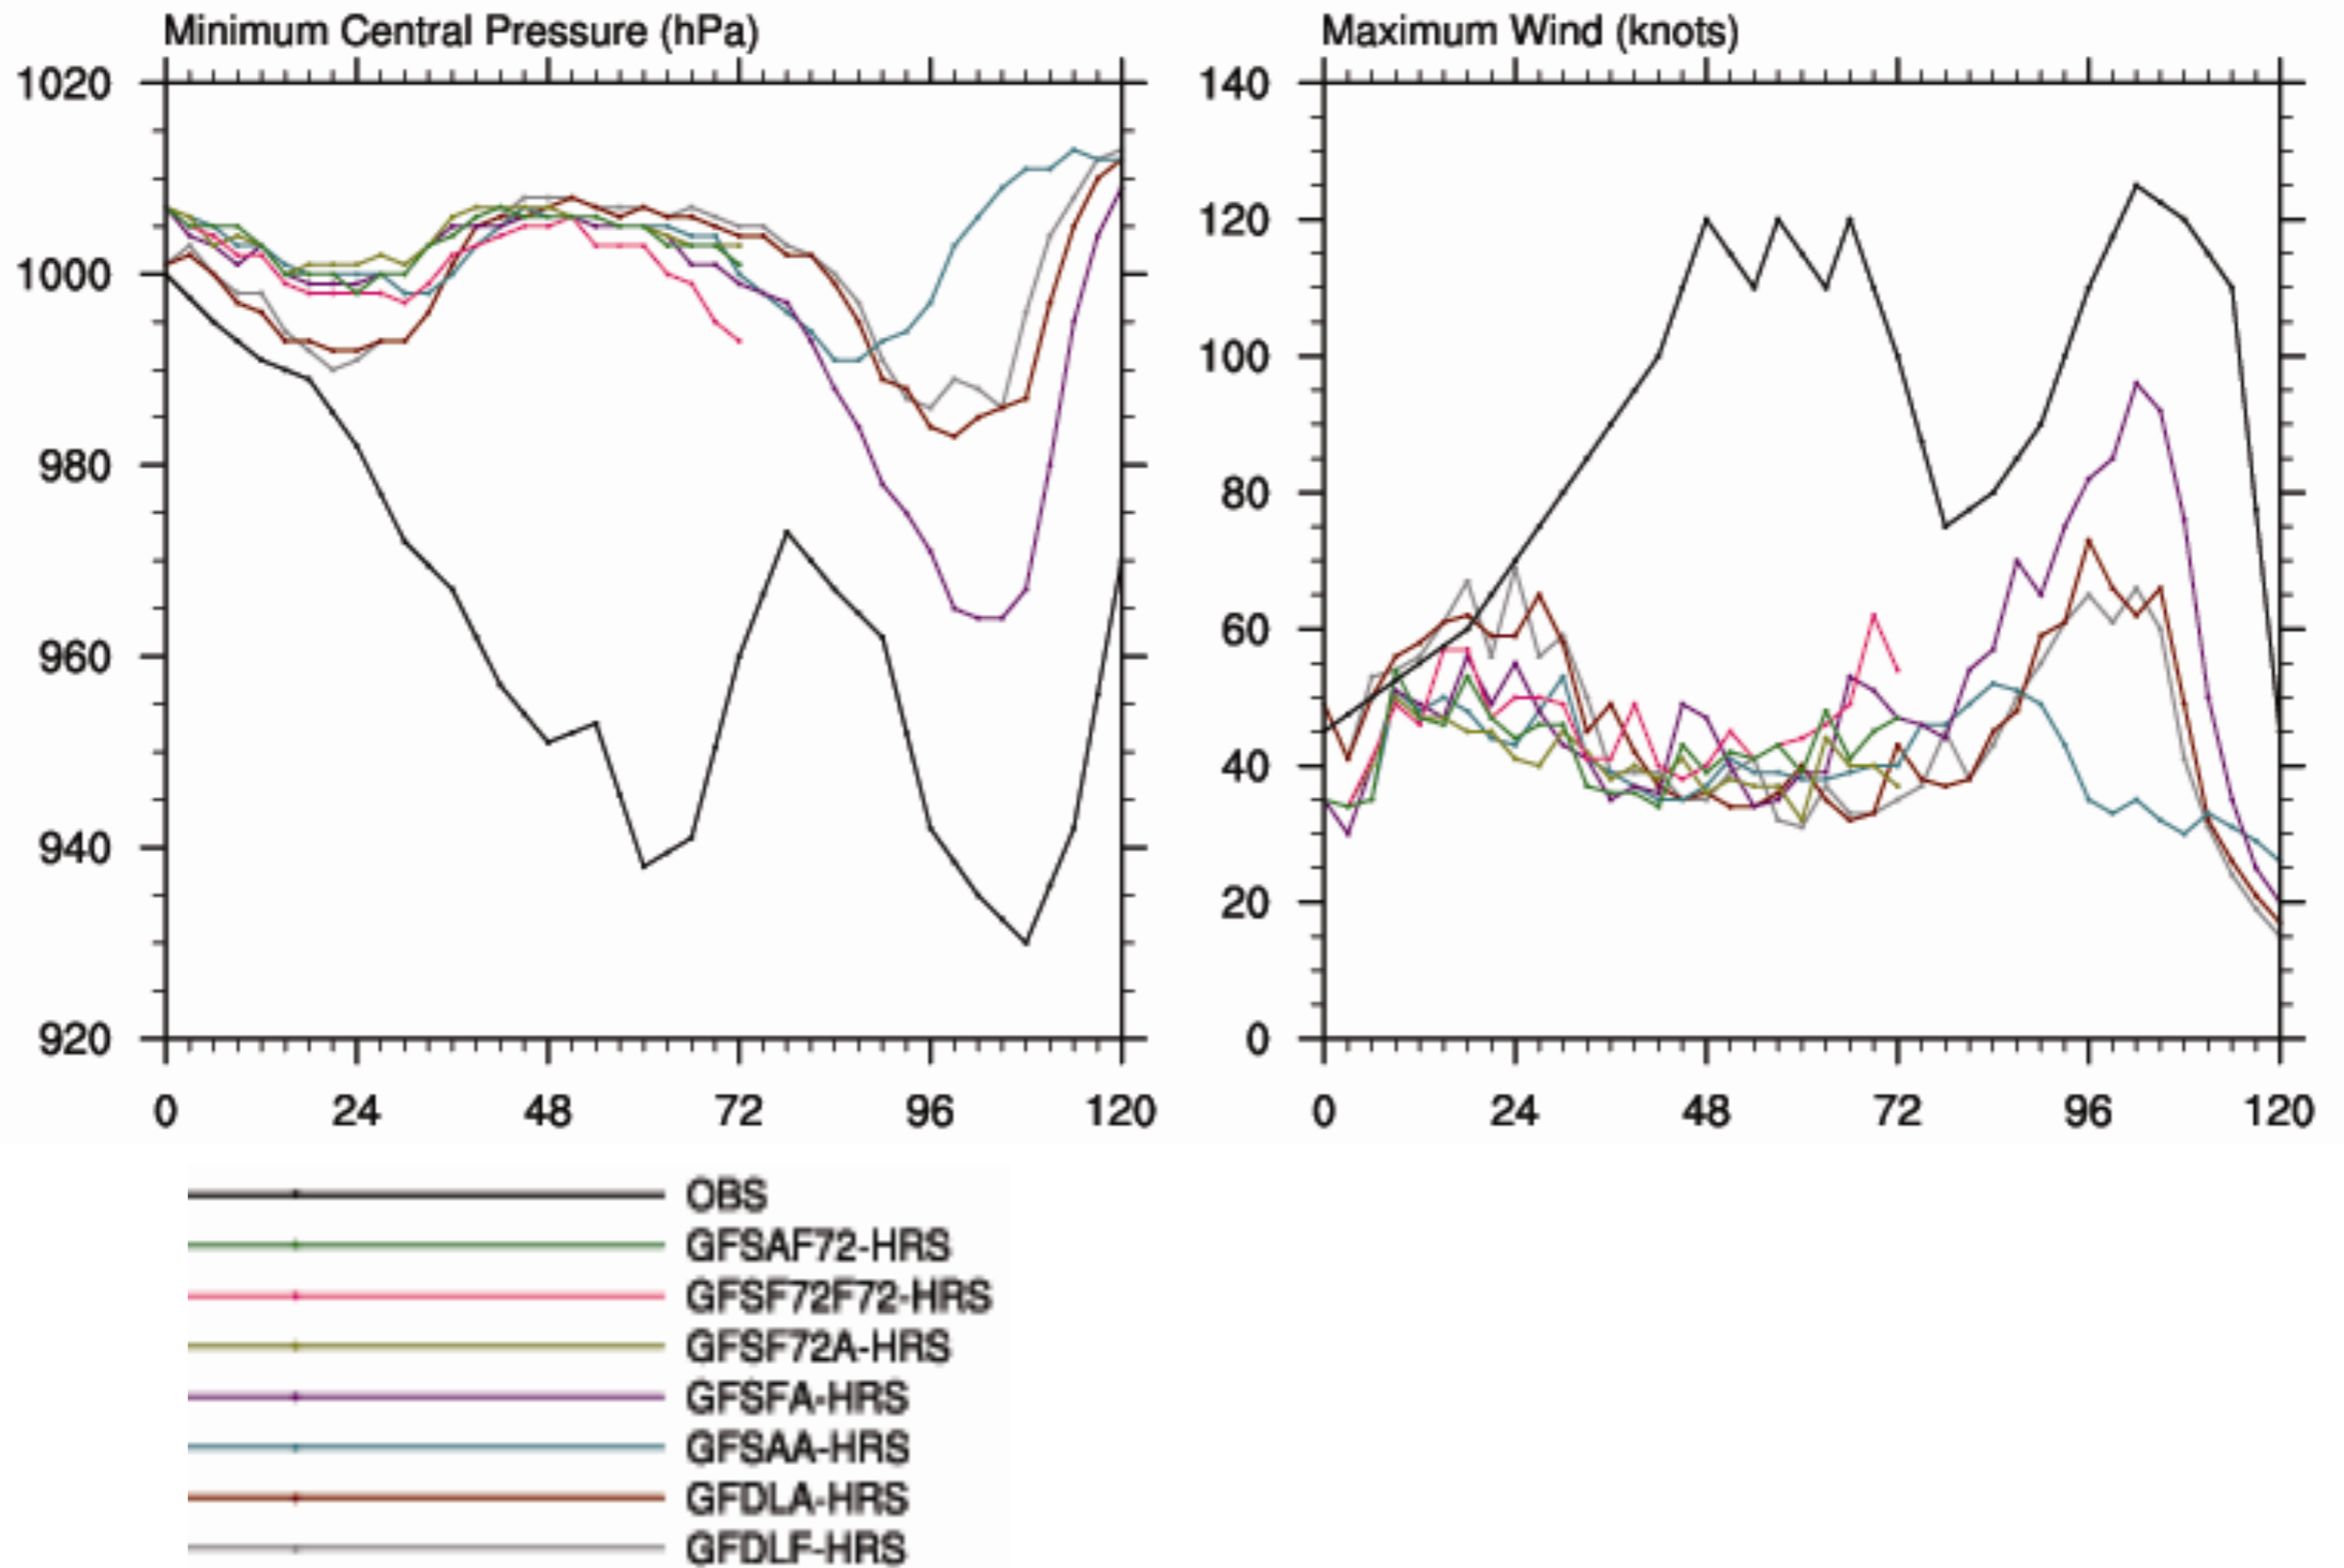 Minimum Central Pressure (hPa)
1020
1000
980
960
940
920
0 24 48 72 96 120
Maximum Wind (knots)
140
120
100
80
60
40
20
0
0 24 48 72 96 120
OBS
GFSAF72-HRS
GFSF72F72-HRS
GFSF72A-HRS
GFSFA-HRS
GFSAA-HRS
GFDLA-HRS
GFDLF-HRS